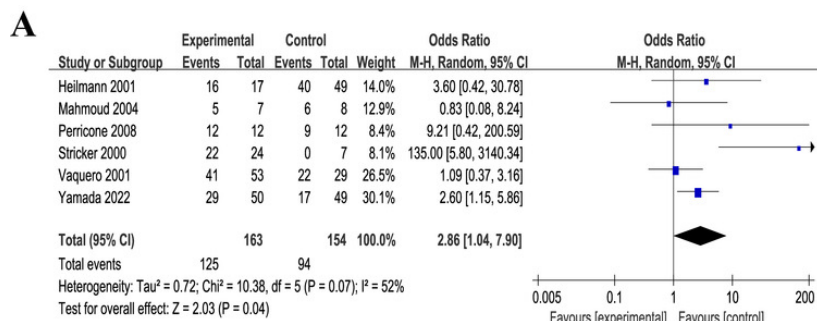 A
Experimental Control Odds Ratio Odds Ratio
Study or Subgroup Events Total Events Total Weight M-H, Random, 95% CI M-H, Random, 95% CI
Heilmann 2001 16 17 40 49 14.0% 3.60 [0.42, 30.78]
Mahmoud 2004 5 7 6 8 12.9% 0.83 [0.08, 8.24]
Perricone 2008 12 12 9 12 8.4% 9.21 [0.42, 200.59]
Stricker 2000 22 24 0 7 8.1% 135.00 [5.80, 3140.34]
Vaquero 2001 41 53 22 29 26.5% 1.09 [0.37, 3.16]
Yamada 2022 29 50 17 49 30.1% 2.60 [1.15, 5.86]
Total (95% CI) 163 154 100.0% 2.86 [1.04, 7.90]
Total events 125 94
Heterogeneity: Tau² = 0.72; Chi² = 10.38, df = 5 (P = 0.07); I² = 52%
Test for overall effect: Z = 2.03 (P = 0.04)
0.005 0.1 1 10 200
Favours [experimental] Favours [control]